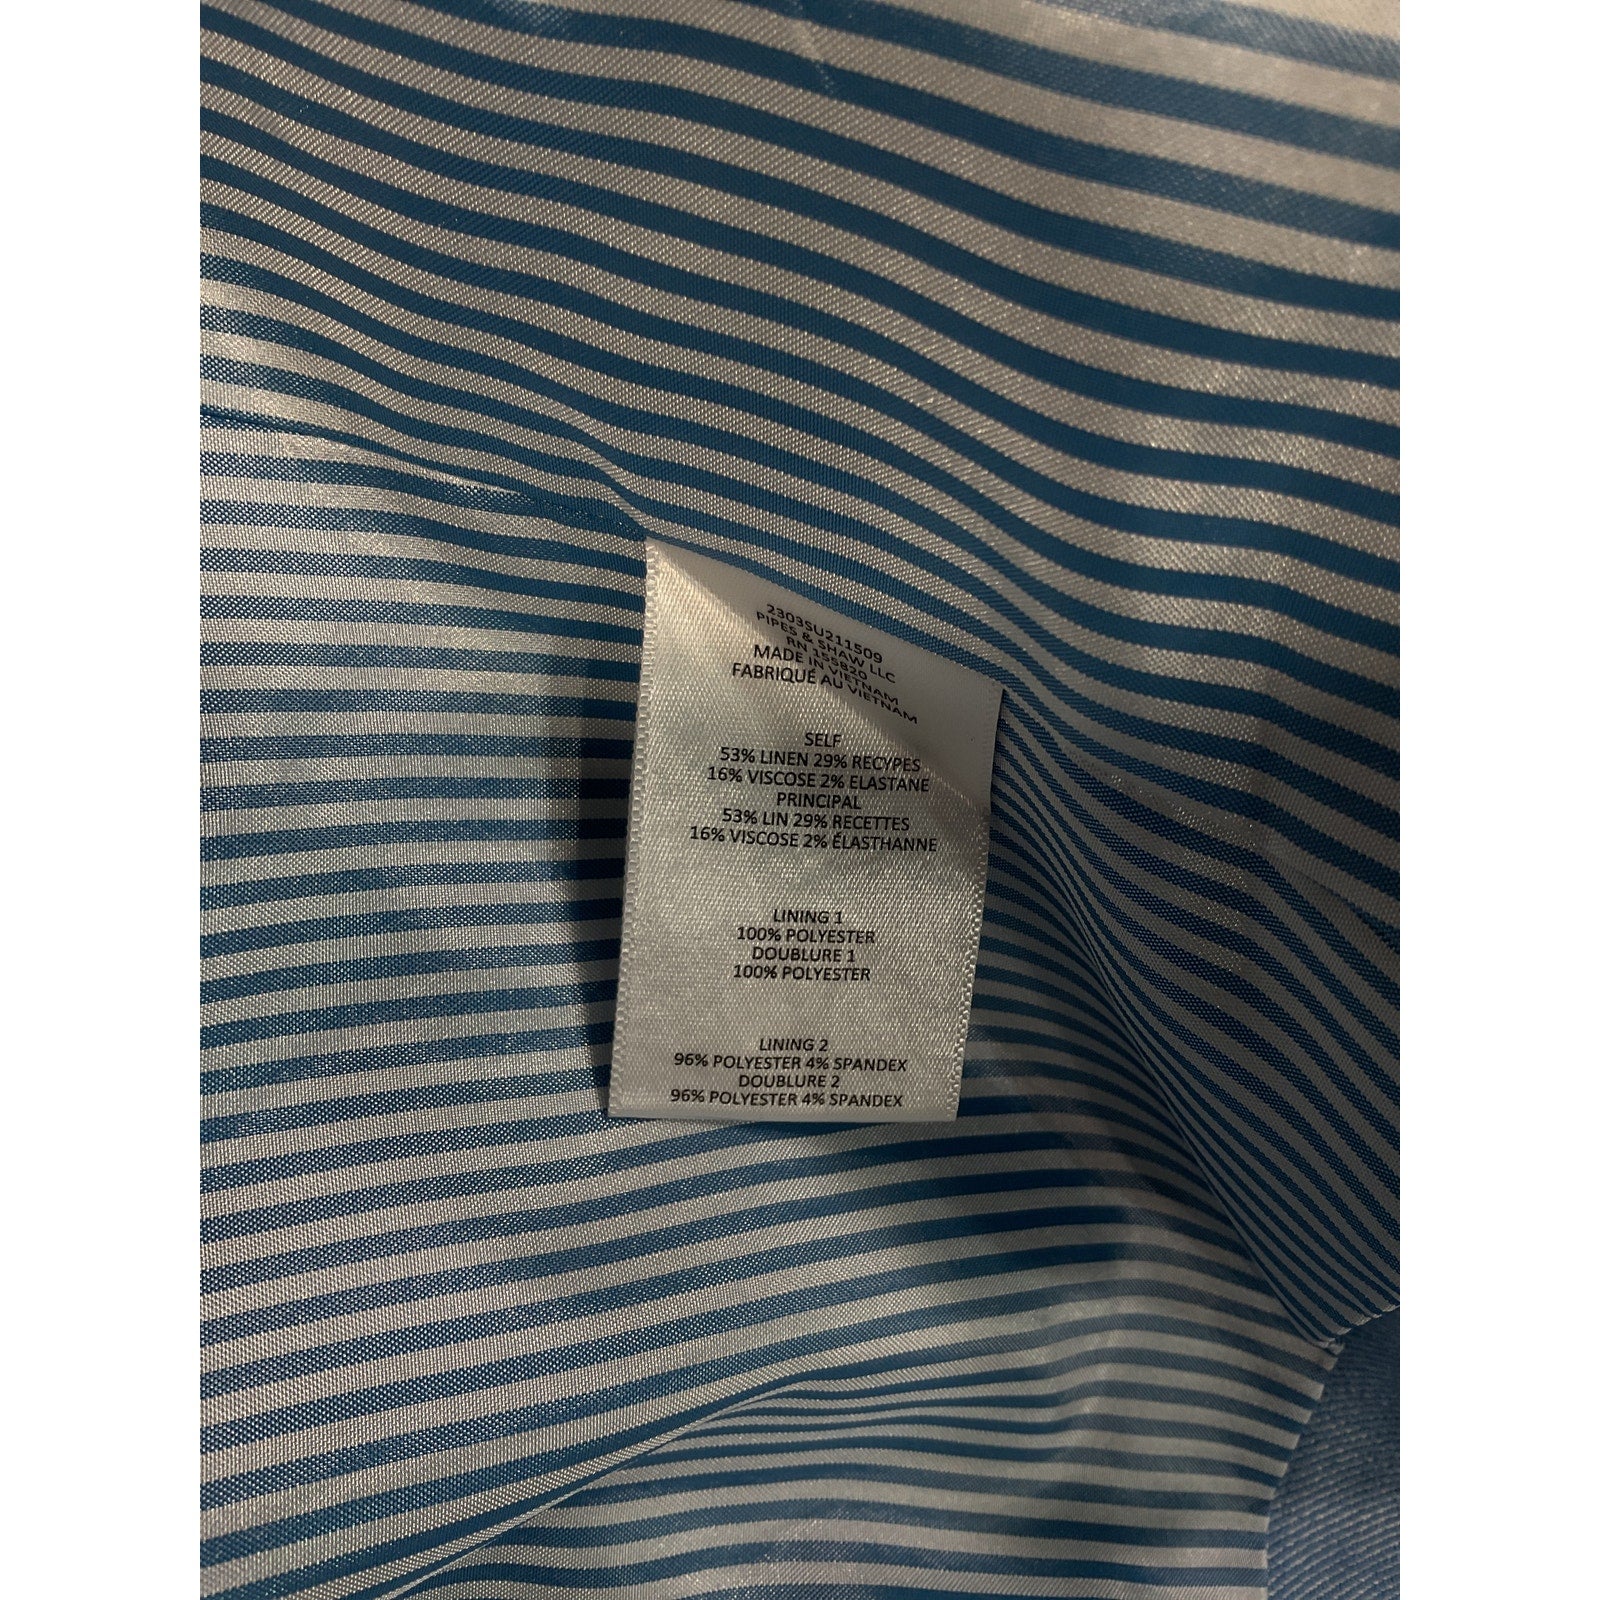 2303SU211509
PIPES & SHAW LLC
RN 155820
MADE IN VIETNAM
FABRIQUÉ AU VIETNAM
SELF
53% LINEN 29% RECYPES
16% VISCOSE 2% ELASTANE
PRINCIPAL
53% LIN 29% RECETTES
16% VISCOSE 2% ÉLASTHANNE
LINING 1
100% POLYESTER
DOUBLURE 1
100% POLYESTER
LINING 2
96% POLYESTER 4% SPANDEX
DOUBLURE 2
96% POLYESTER 4% SPANDEX